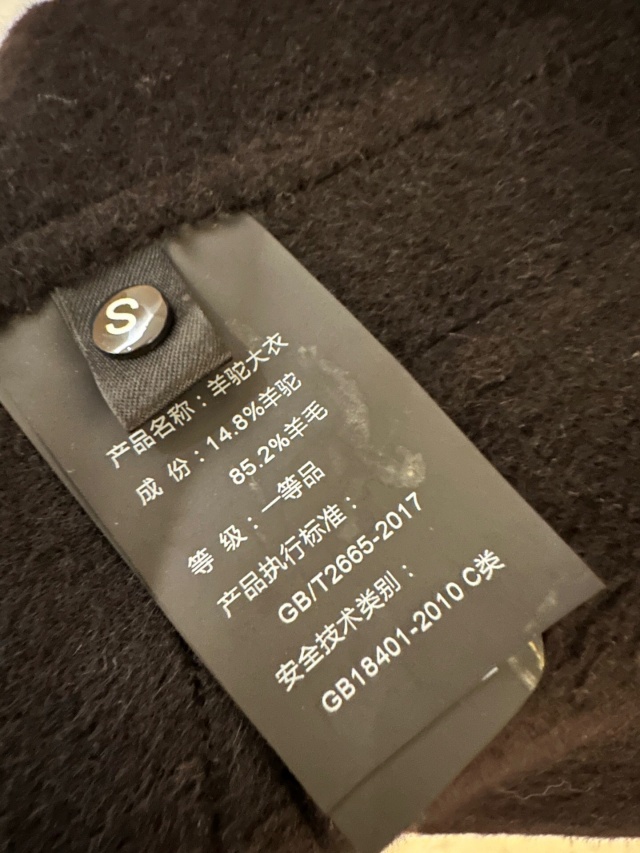 S
产品名称：羊驼大衣
成 份：14.8%羊驼
85.2%羊毛
等 级：一等品
产品执行标准：
GB/T2665-2017
安全技术类别：
GB18401-2010 C类